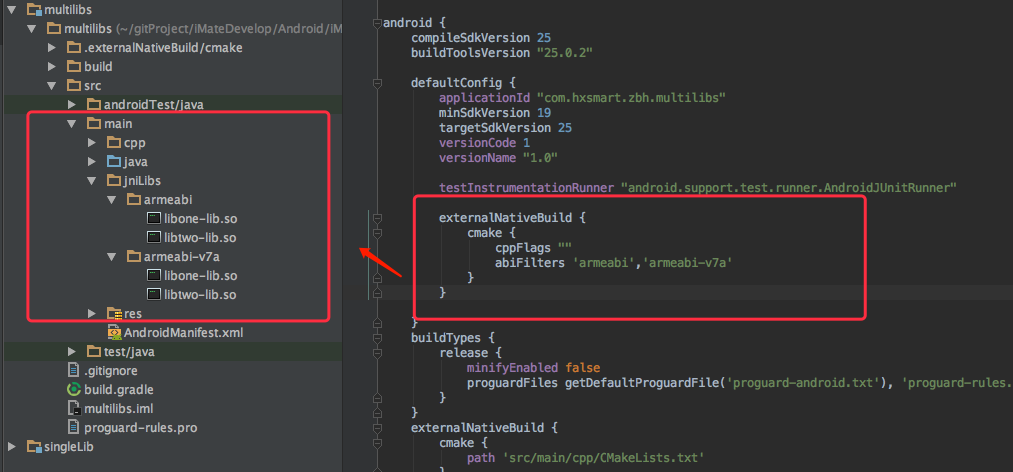 multilibs
multilibs (~/gitProject/iMateDevelop/Android/iM
.externalNativeBuild/cmake
build
src
androidTest/java
main
cpp
java
jniLibs
armeabi
libone-lib.so
libtwo-lib.so
armeabi-v7a
libone-lib.so
libtwo-lib.so
res
AndroidManifest.xml
test/java
.gitignore
build.gradle
multilibs.iml
proguard-rules.pro
singleLib
android {
compileSdkVersion 25
buildToolsVersion "25.0.2"
defaultConfig {
applicationId "com.hxsmart.zbh.multilibs"
minSdkVersion 19
targetSdkVersion 25
versionCode 1
versionName "1.0"
testInstrumentationRunner "android.support.test.runner.AndroidJUnitRunner"
externalNativeBuild {
cmake {
cppFlags ""
abiFilters 'armeabi','armeabi-v7a'
}
}
}
buildTypes {
release {
minifyEnabled false
proguardFiles getDefaultProguardFile('proguard-android.txt'), 'proguard-rules.
}
}
externalNativeBuild {
cmake {
path 'src/main/cpp/CMakeLists.txt'
}